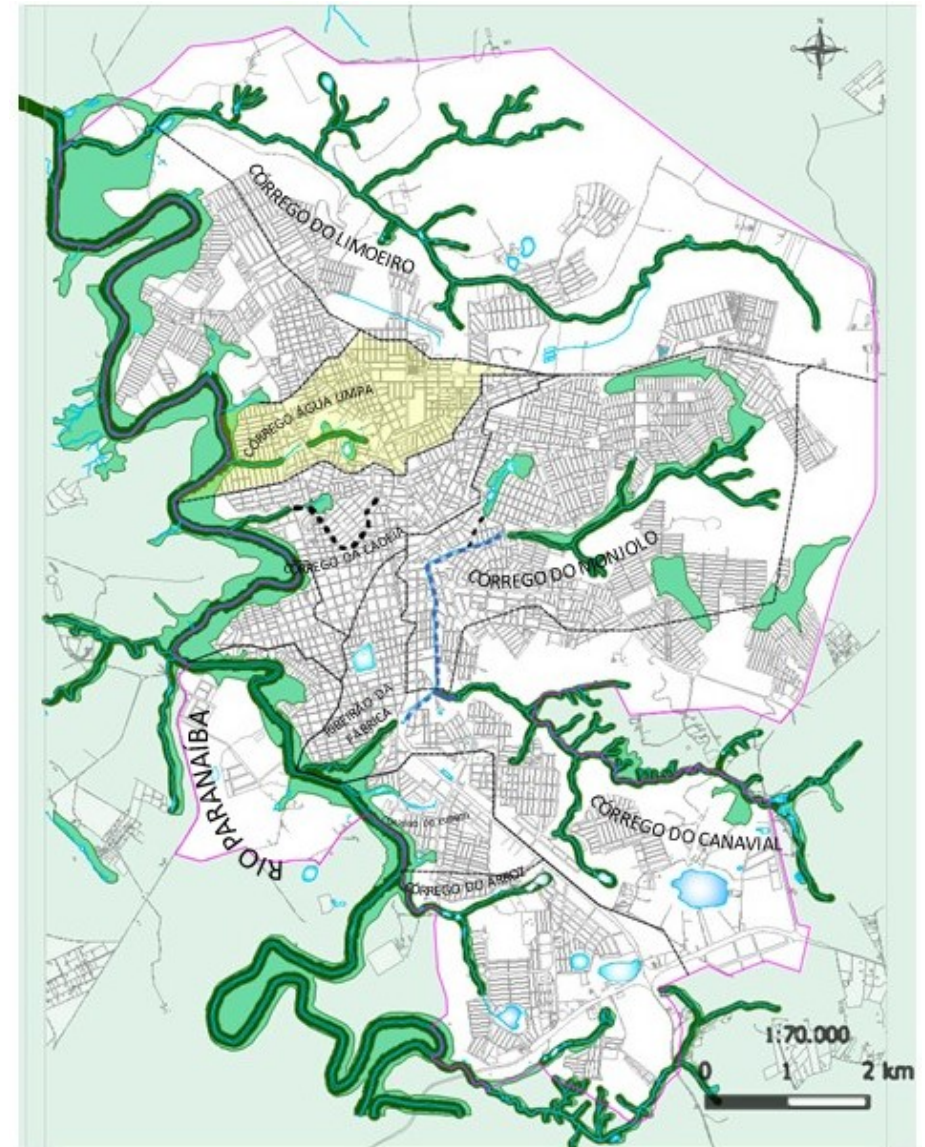 N
CÓRREGO DO LIMOEIRO
CÓRREGO ÁGUA LIMPA
CÓRREGO DA CADEIA
CÓRREGO DO MONJOLO
RIBEIRÃO DA
FÁBRICA
RIO PARANAÍBA
CÓRREGO DO CANAVIAL
CÓRREGO DO ARROZ
1:70.000
0 1 2 km